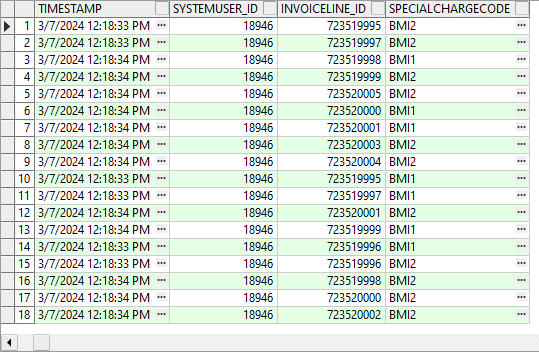 TIMESTAMP SYSTEMUSER_ID INVOICELINE_ID SPECIALCHARGECODE
1 3/7/2024 12:18:33 PM ... 18946 723519995 BMI2 ...
2 3/7/2024 12:18:33 PM ... 18946 723519997 BMI2 ...
3 3/7/2024 12:18:33 PM ... 18946 723519998 BMI1 ...
4 3/7/2024 12:18:34 PM ... 18946 723519999 BMI2 ...
5 3/7/2024 12:18:34 PM ... 18946 723520005 BMI2 ...
6 3/7/2024 12:18:34 PM ... 18946 723520000 BMI1 ...
7 3/7/2024 12:18:34 PM ... 18946 723520001 BMI1 ...
8 3/7/2024 12:18:34 PM ... 18946 723520003 BMI2 ...
9 3/7/2024 12:18:34 PM ... 18946 723520004 BMI2 ...
10 3/7/2024 12:18:33 PM ... 18946 723519995 BMI1 ...
11 3/7/2024 12:18:33 PM ... 18946 723519997 BMI1 ...
12 3/7/2024 12:18:34 PM ... 18946 723520001 BMI2 ...
13 3/7/2024 12:18:34 PM ... 18946 723519999 BMI1 ...
14 3/7/2024 12:18:33 PM ... 18946 723519996 BMI1 ...
15 3/7/2024 12:18:34 PM ... 18946 723519996 BMI2 ...
16 3/7/2024 12:18:34 PM ... 18946 723519998 BMI2 ...
17 3/7/2024 12:18:34 PM ... 18946 723520000 BMI2 ...
18 3/7/2024 12:18:34 PM ... 18946 723520002 BMI2 ...